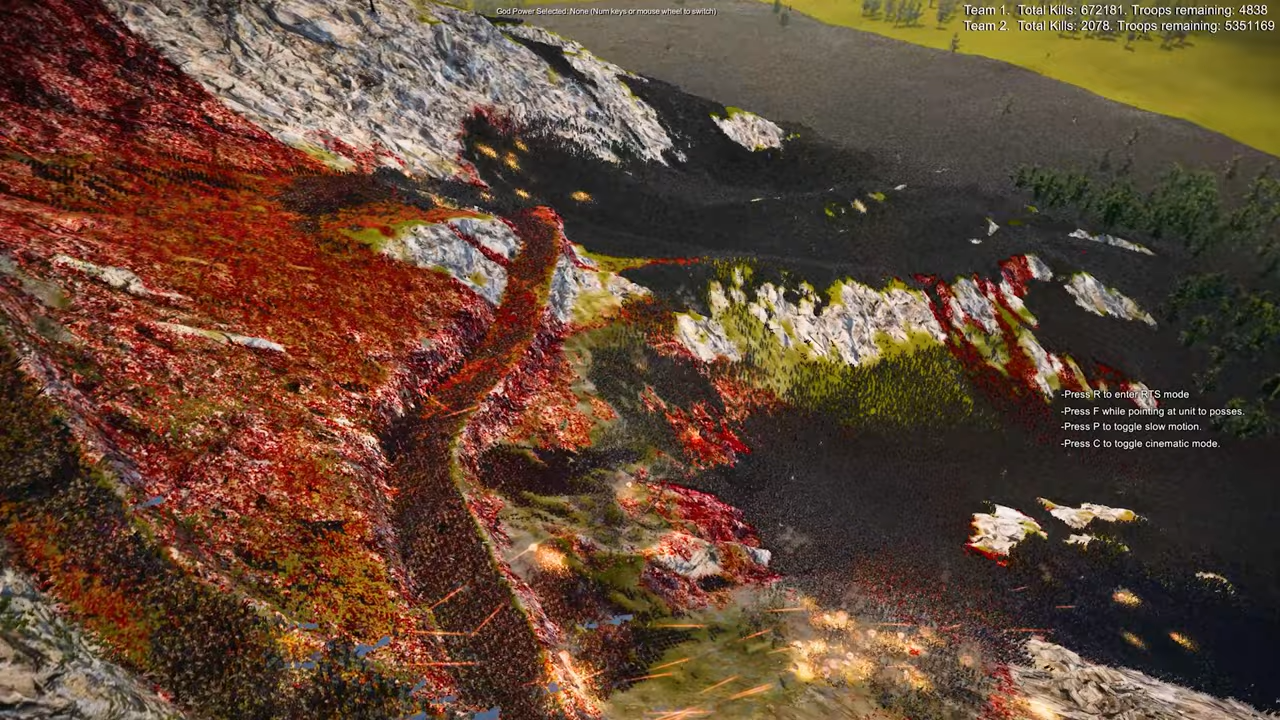 God Power Selected: None (Num keys or mouse wheel to switch)
Team 1.  Total Kills: 672181. Troops remaining: 4838
Team 2.  Total Kills: 2078. Troops remaining: 5351169
-Press R to enter RTS mode
-Press F while pointing at unit to posses.
-Press P to toggle slow motion.
-Press C to toggle cinematic mode.